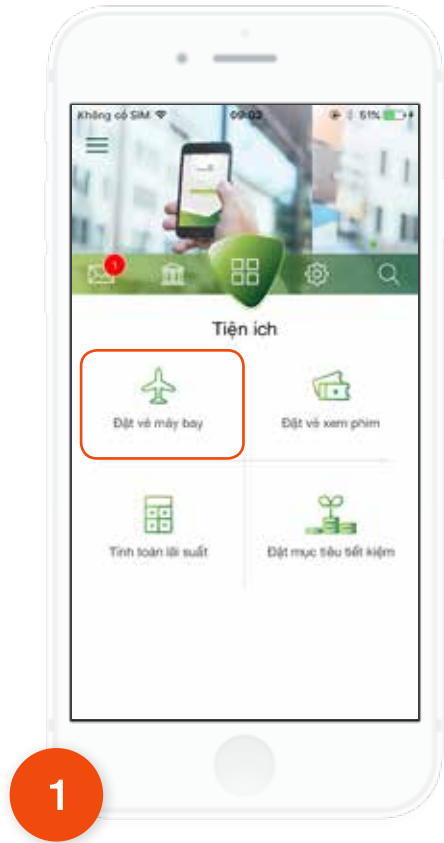 Không có SIM 09:03 51%
1
Tiện ích
Đặt vé máy bay Đặt vé xem phim
Tính toán lãi suất Đặt mục tiêu tiết kiệm
1